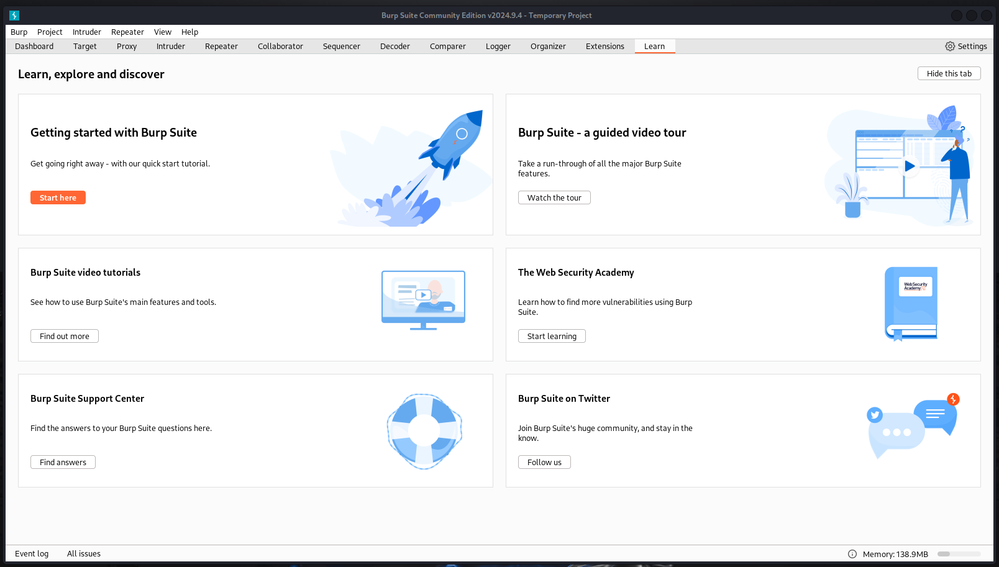 Burp Suite Community Edition v2024.9.4 - Temporary Project
Burp Project Intruder Repeater View Help
Dashboard Target Proxy Intruder Repeater Collaborator Sequencer Decoder Comparer Logger Organizer Extensions Learn Settings
Learn, explore and discover
Hide this tab
Getting started with Burp Suite
Get going right away - with our quick start tutorial.
Start here
Burp Suite - a guided video tour
Take a run-through of all the major Burp Suite
features.
Watch the tour
Burp Suite video tutorials
See how to use Burp Suite's main features and tools.
Find out more
The Web Security Academy
Learn how to find more vulnerabilities using Burp
Suite.
Start learning
WebSecurity
Academy
Burp Suite Support Center
Find the answers to your Burp Suite questions here.
Find answers
Burp Suite on Twitter
Join Burp Suite's huge community, and stay in the
know.
Follow us
Event log All issues
Memory: 138.9MB